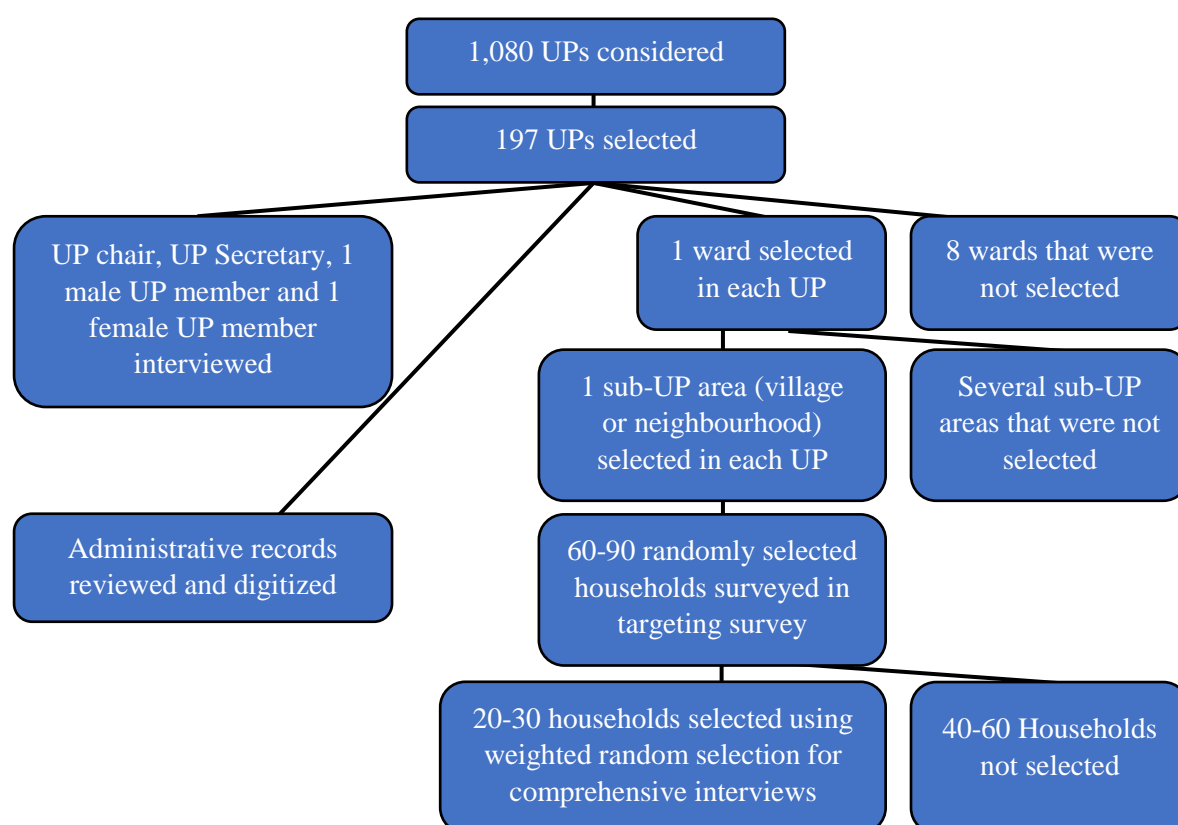 1,080 UPs considered
197 UPs selected
UP chair, UP Secretary, 1
male UP member and 1
female UP member
interviewed
1 ward selected
in each UP
8 wards that were
not selected
1 sub-UP area (village
or neighbourhood)
selected in each UP
Several sub-UP
areas that were not
selected
Administrative records
reviewed and digitized
60-90 randomly selected
households surveyed in
targeting survey
20-30 households selected using
weighted random selection for
comprehensive interviews
40-60 Households
not selected